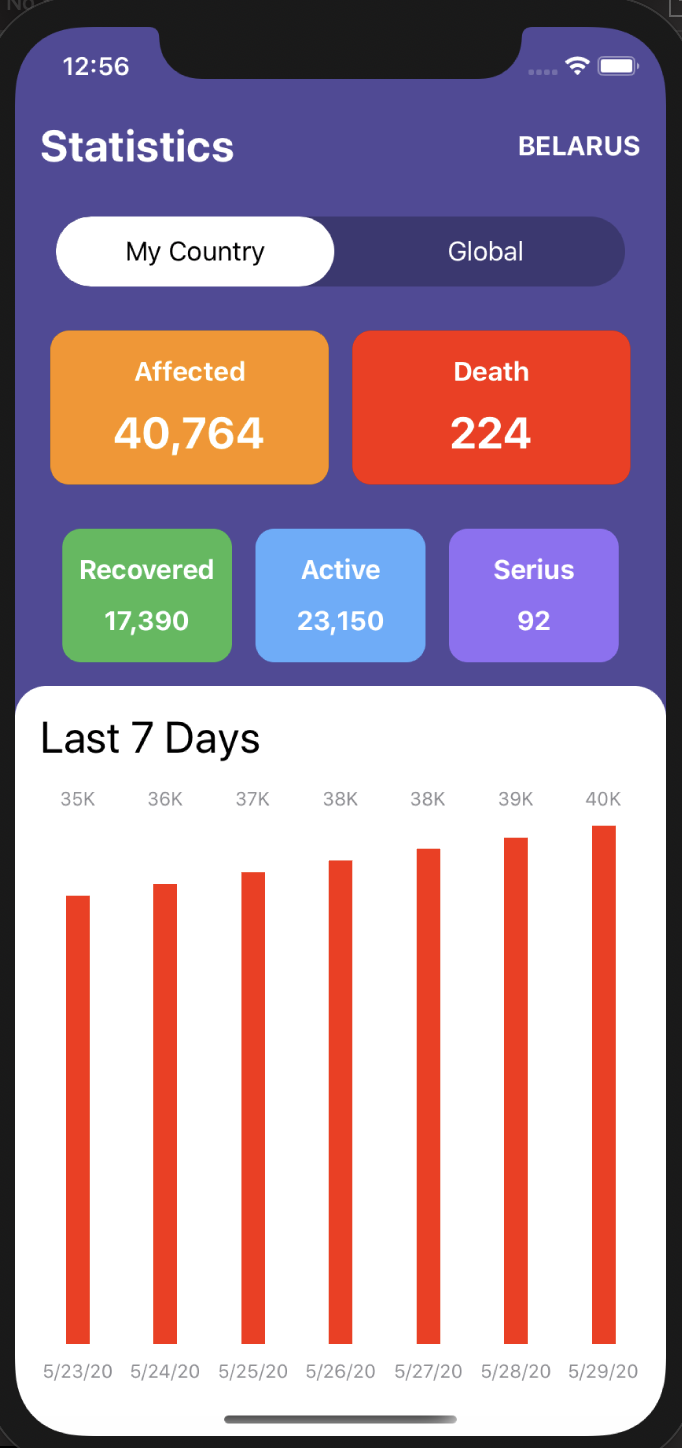 No
12:56
Statistics
BELARUS
My Country
Global
Affected
Death
40,764
224
Recovered
Active
Serius
17,390
23,150
92
Last 7 Days
35K 36K 37K 38K 38K 39K 40K
5/23/20 5/24/20 5/25/20 5/26/20 5/27/20 5/28/20 5/29/20